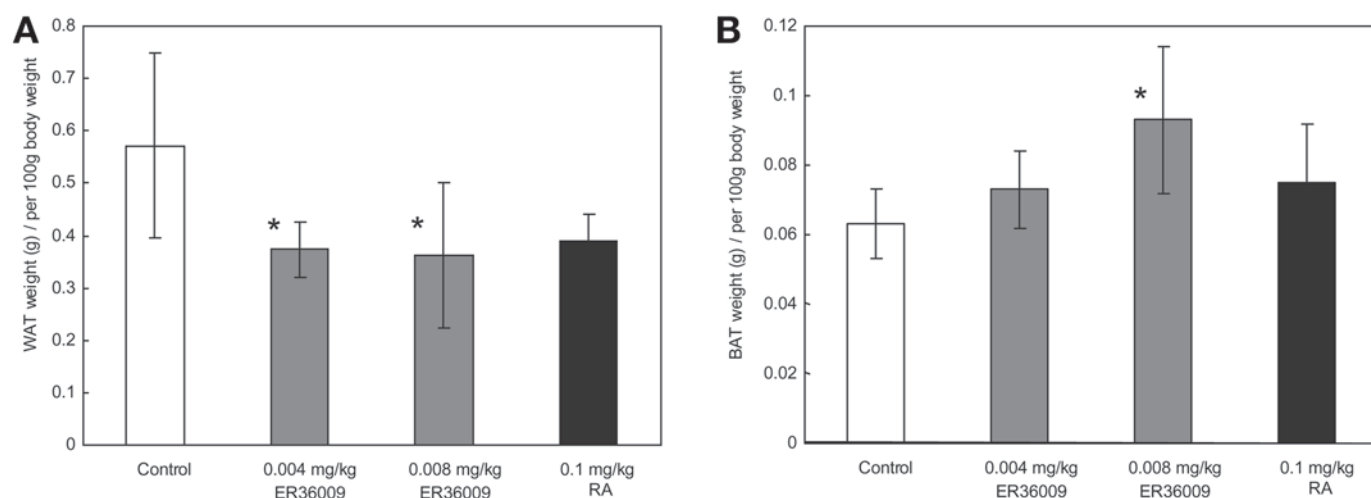 A
WAT weight (g) / per 100g body weight
0.8
0.7
0.6
0.5
0.4
0.3
0.2
0.1
0
*
*
Control
0.004 mg/kg
ER36009
0.008 mg/kg
ER36009
0.1 mg/kg
RA
B
BAT weight (g) / per 100g body weight
0.12
0.1
0.08
0.06
0.04
0.02
0
*
Control
0.004 mg/kg
ER36009
0.008 mg/kg
ER36009
0.1 mg/kg
RA